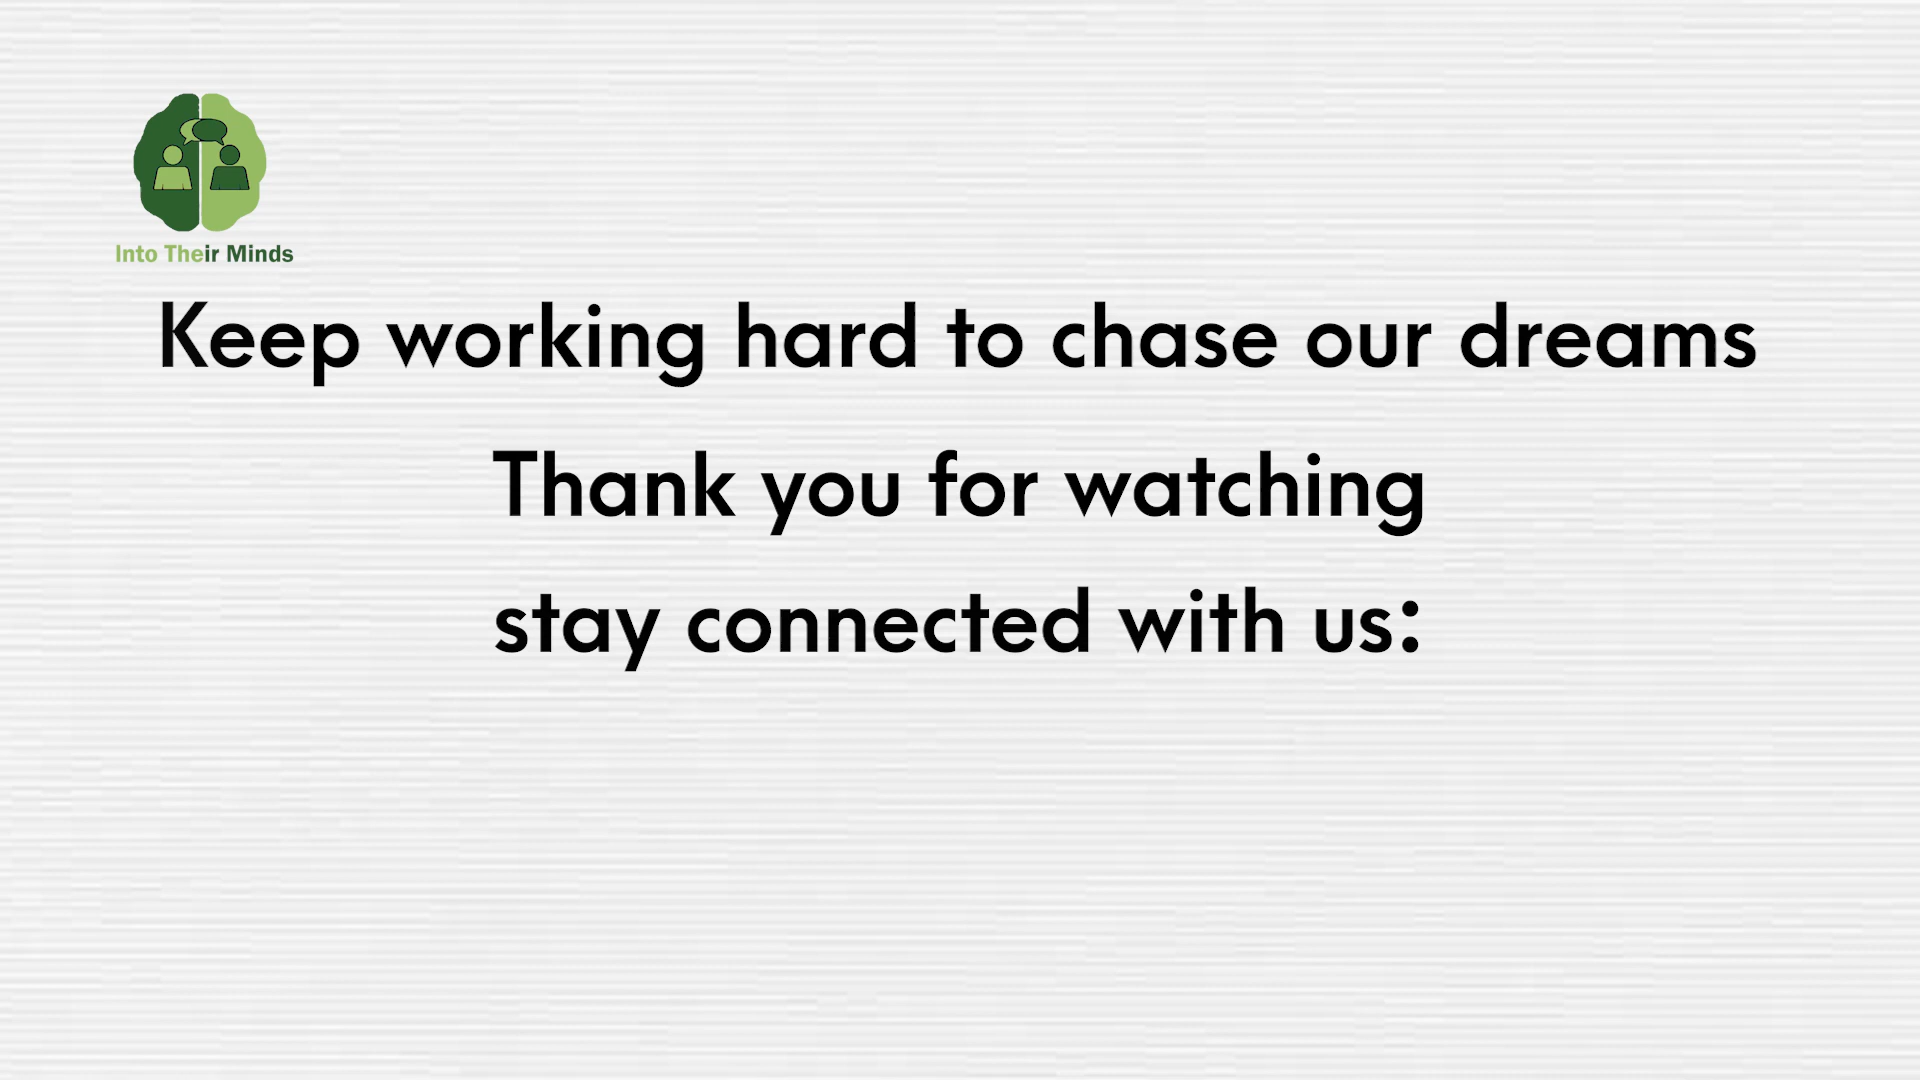 Into Their Minds
Keep working hard to chase our dreams
Thank you for watching
stay connected with us: